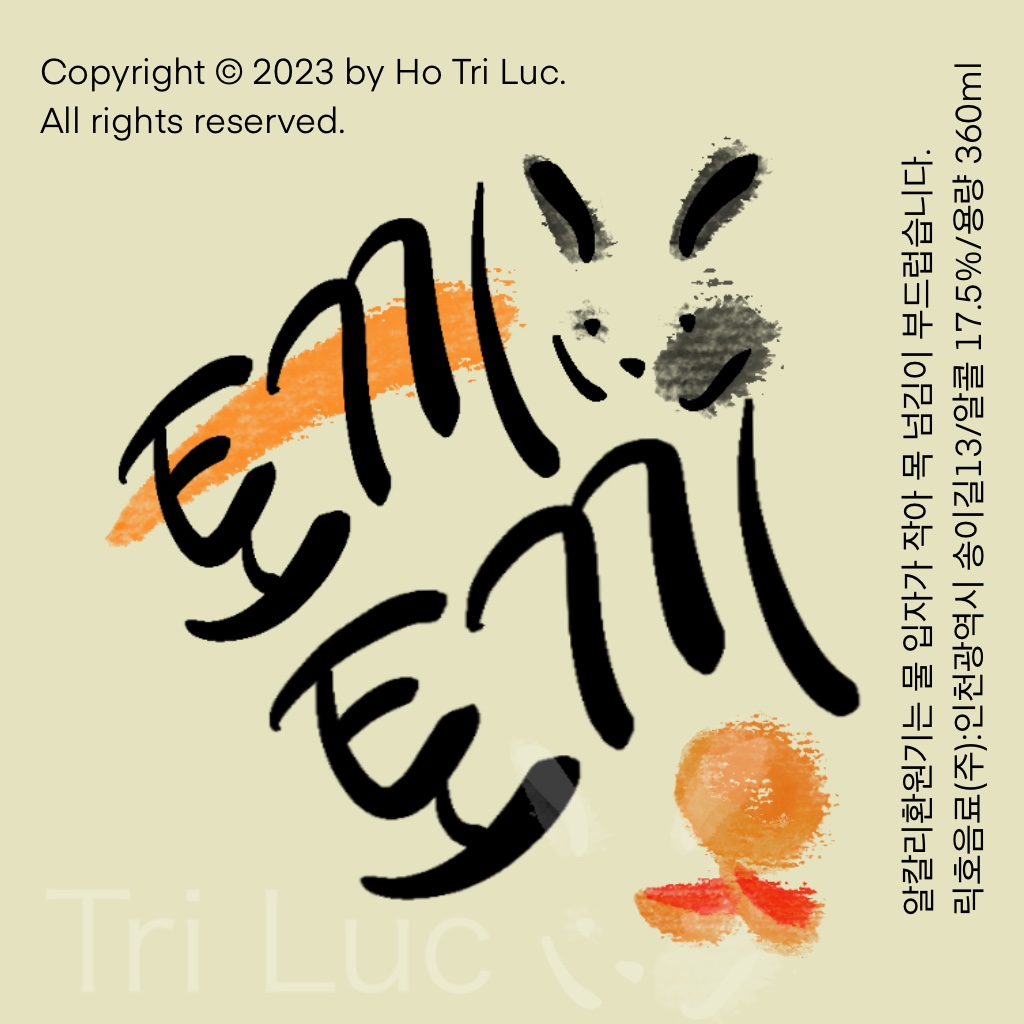 Copyright © 2023 by Ho Tri Luc.
All rights reserved.
토끼
토끼
알칼리환원기는 물 입자가 작아 목 넘김이 부드럽습니다.
릭호음료(주):인천광역시 송이길13/알콜 17.5%/용량 360ml
Tri Luc